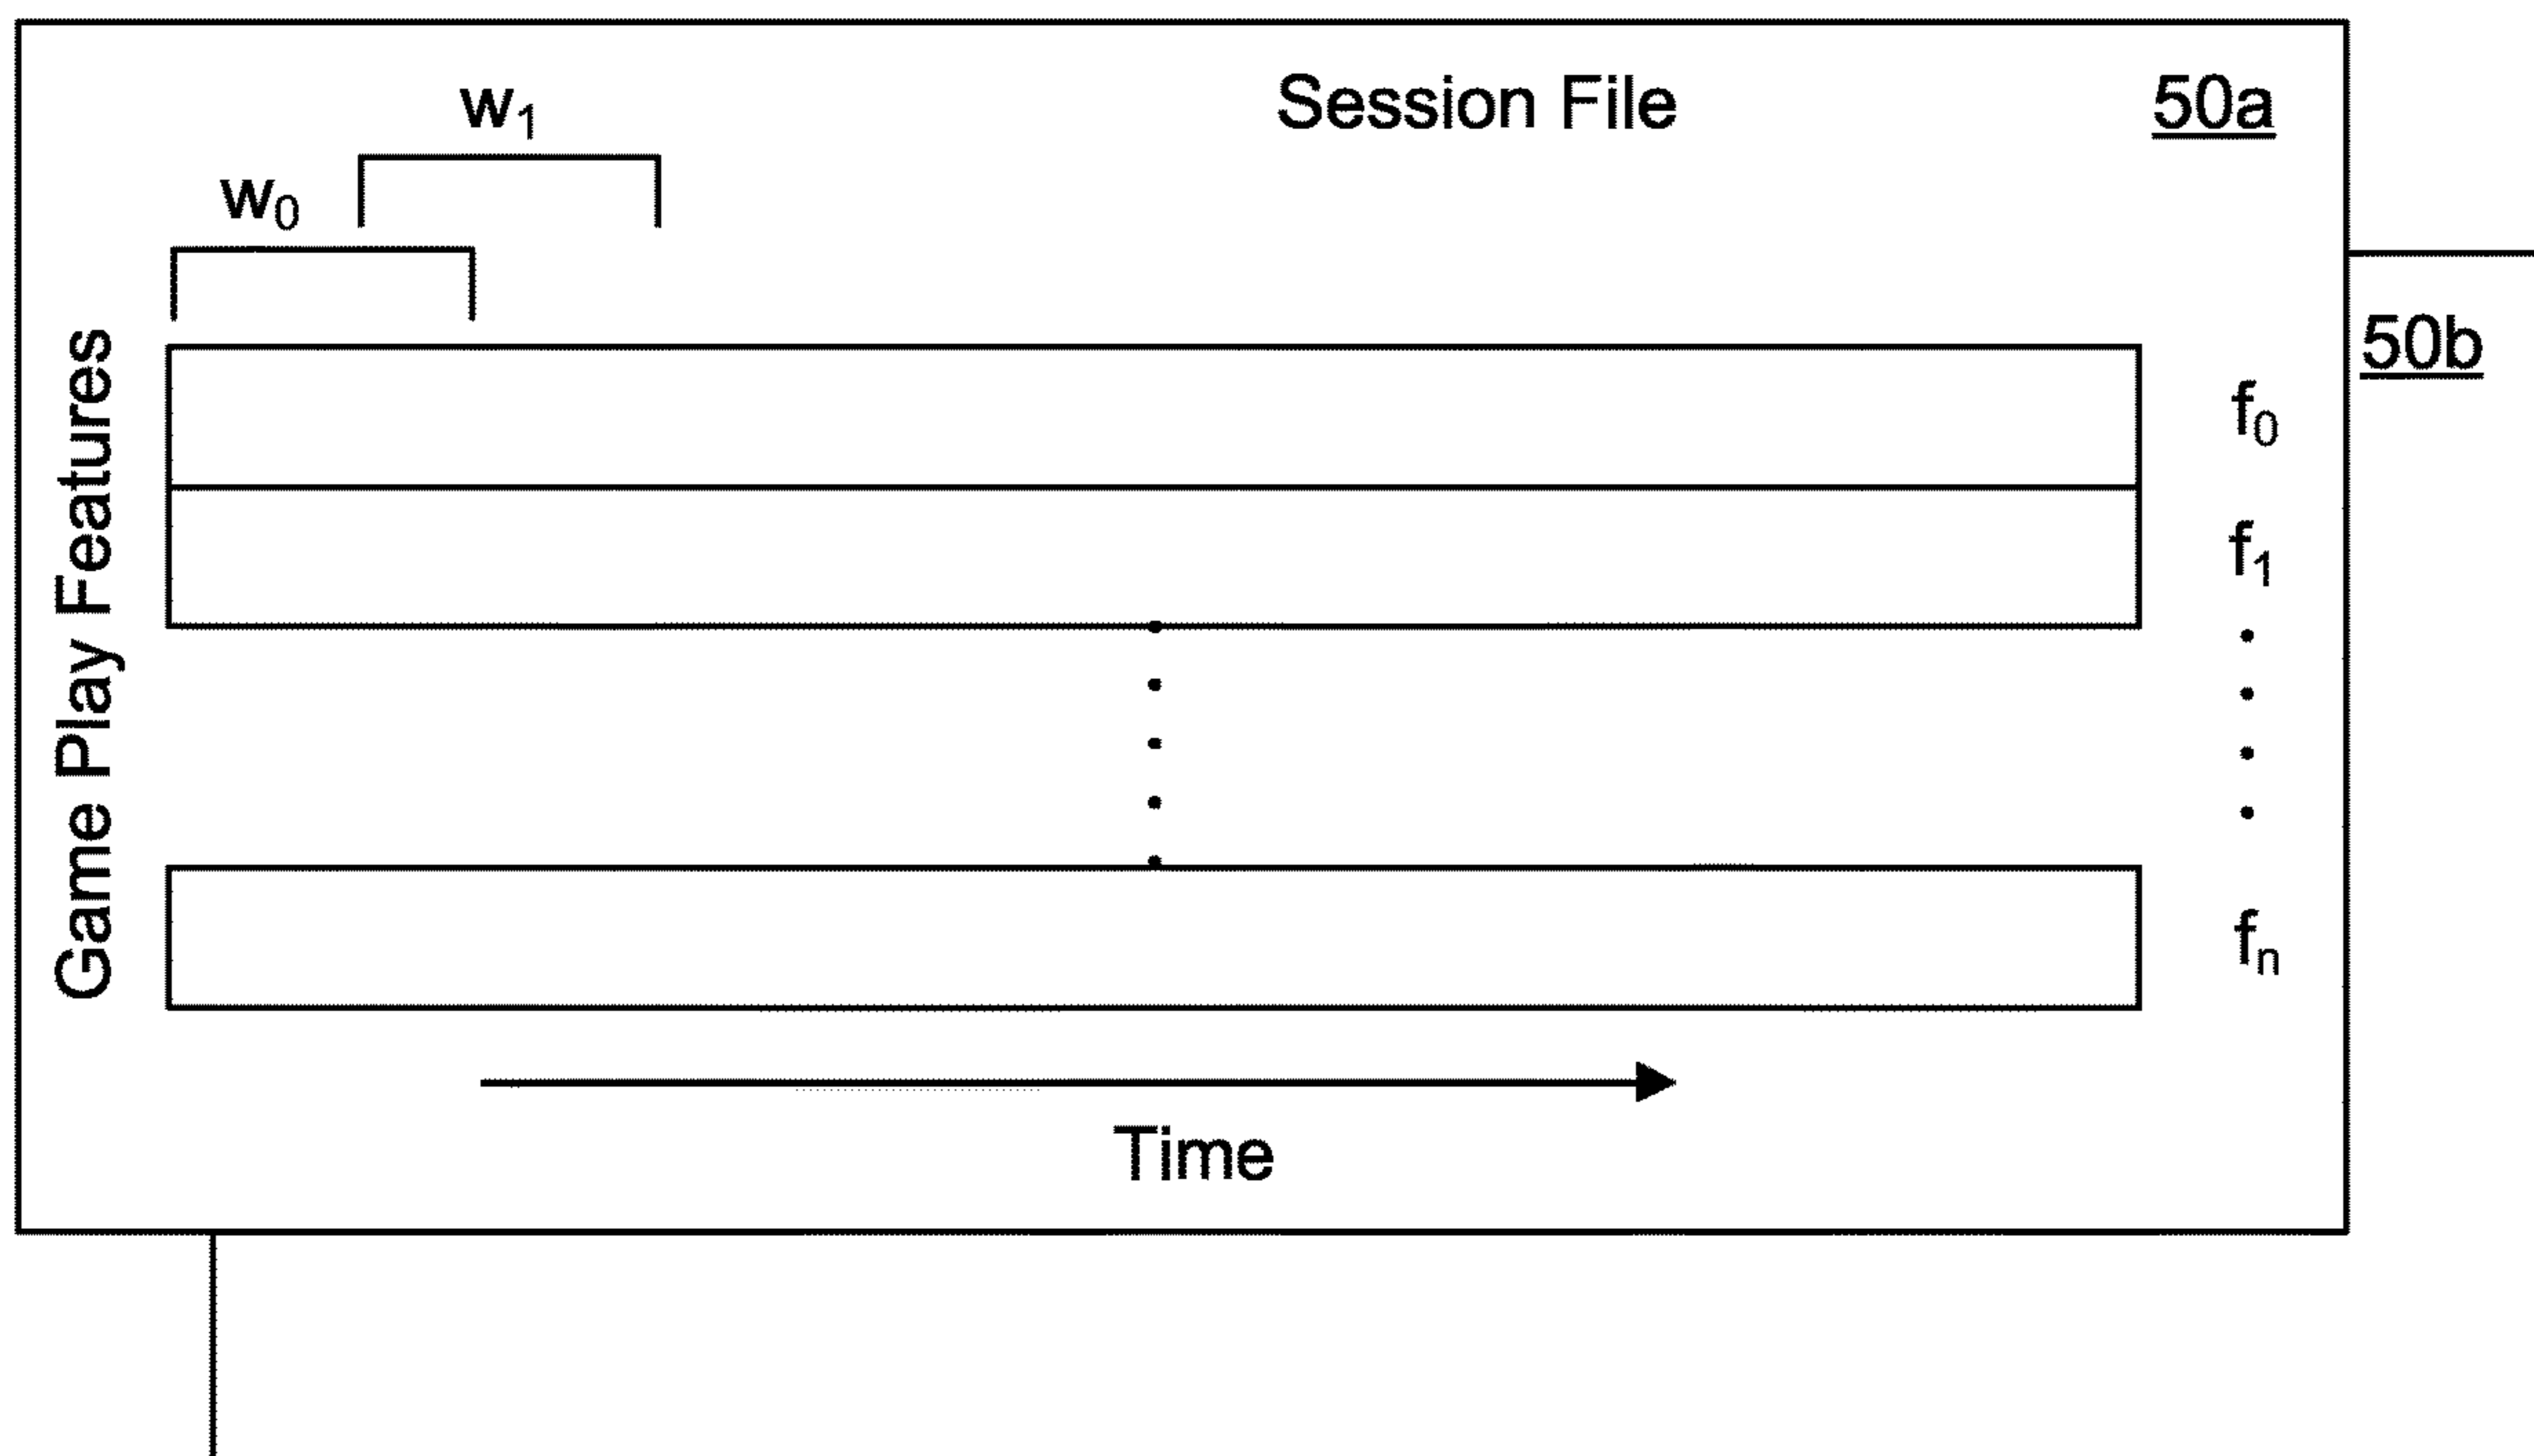 Session File
50a
w₁
w₀
50b
Game Play Features
f₀
f₁
fₙ
Time